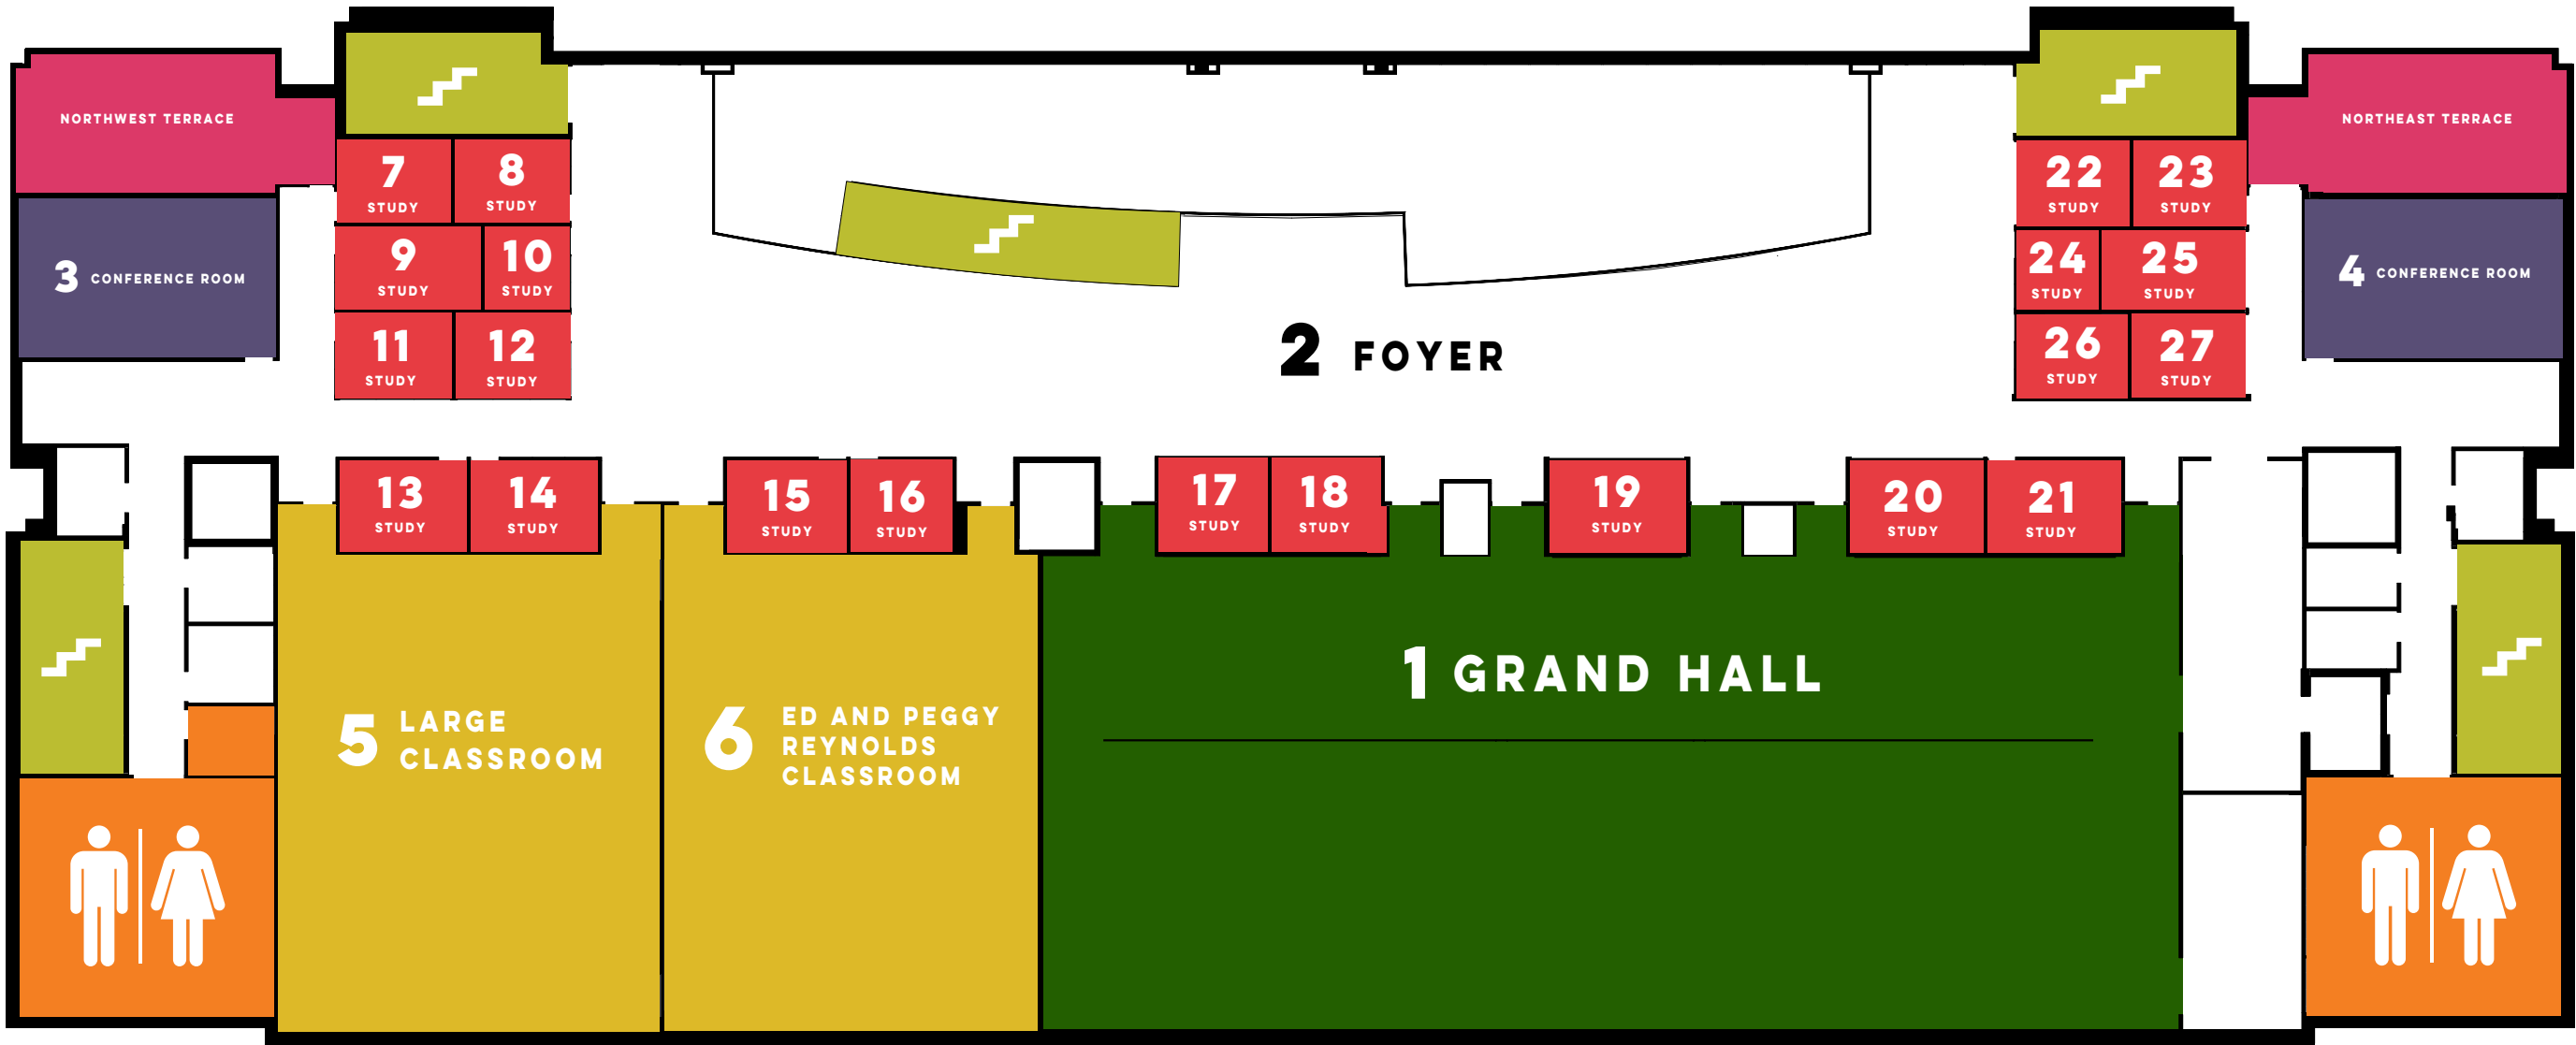 NORTHWEST TERRACE
NORTHEAST TERRACE
7
STUDY
8
STUDY
22
STUDY
23
STUDY
3 CONFERENCE ROOM
9
STUDY
10
STUDY
24
STUDY
25
STUDY
4 CONFERENCE ROOM
11
STUDY
12
STUDY
2 FOYER
26
STUDY
27
STUDY
13
STUDY
14
STUDY
15
STUDY
16
STUDY
17
STUDY
18
STUDY
19
STUDY
20
STUDY
21
STUDY
5 LARGE
CLASSROOM
6 ED AND PEGGY
REYNOLDS
CLASSROOM
1 GRAND HALL